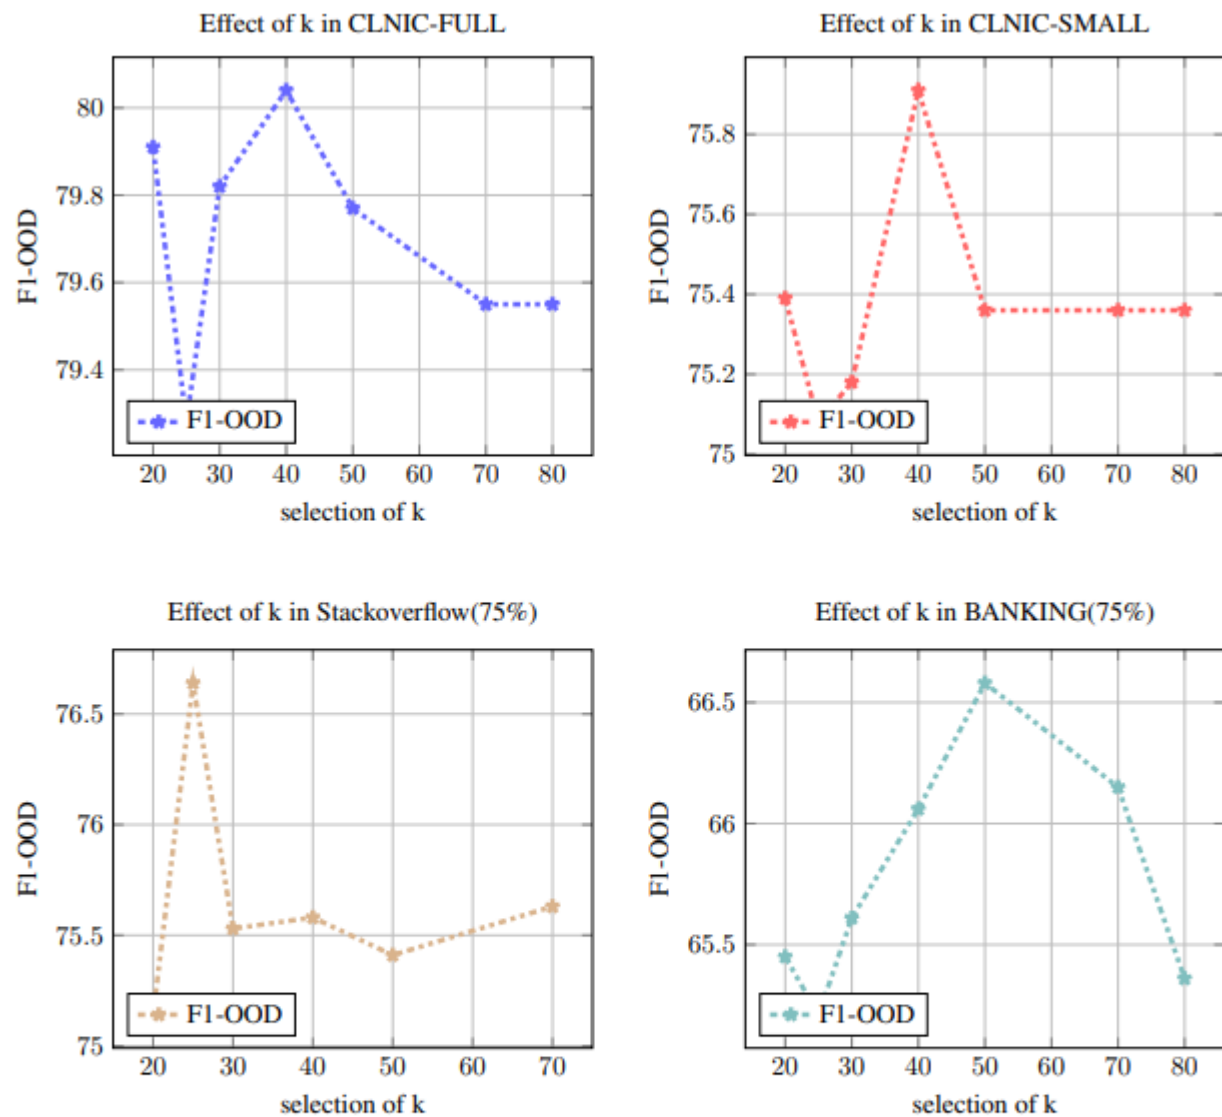 Effect of k in CLNIC-FULL
80
79.8
79.6
79.4
F1-OOD
F1-OOD
20 30 40 50 60 70 80
selection of k
Effect of k in CLNIC-SMALL
75.8
75.6
75.4
75.2
75
F1-OOD
F1-OOD
20 30 40 50 60 70 80
selection of k
Effect of k in Stackoverflow(75%)
76.5
76
75.5
75
F1-OOD
F1-OOD
20 30 40 50 60 70
selection of k
Effect of k in BANKING(75%)
66.5
66
65.5
F1-OOD
F1-OOD
20 30 40 50 60 70 80
selection of k